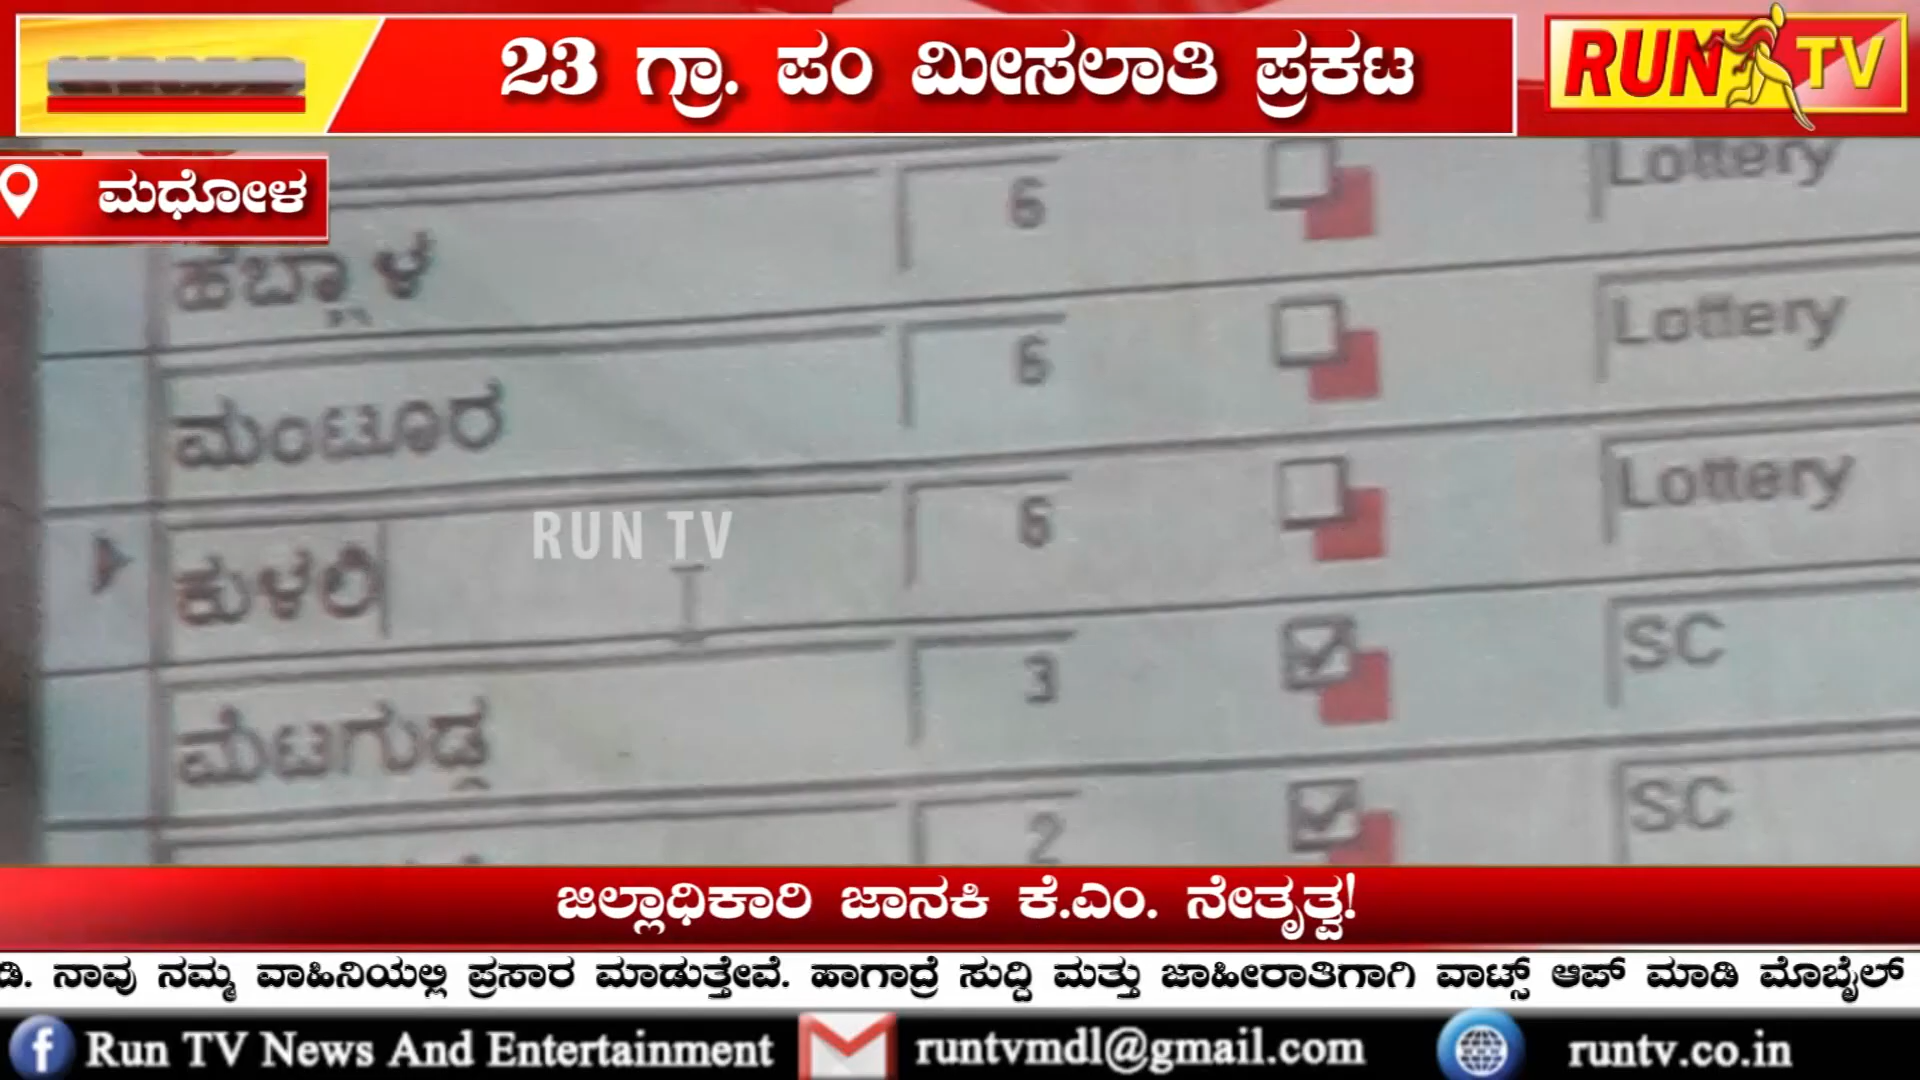 23 ಗ್ರಾ. ಪಂ ಮೀಸಲಾತಿ ಪ್ರಕಟ
RUN TV
ಮಧೋಳ
6 Lottery
ಹೆಬ್ಬಾಳ
6 Lottery
ಮಂಟೂರ
6 Lottery
ಕುಳಲಿ
RUN TV
3 SC
ಮೆಟಗುಡ್ಡ
2 SC
ಜಿಲ್ಲಾಧಿಕಾರಿ ಜಾನಕಿ ಕೆ.ಎಂ. ನೇತೃತ್ವ!
ಡಿ. ನಾವು ನಮ್ಮ ವಾಹಿನಿಯಲ್ಲಿ ಪ್ರಸಾರ ಮಾಡುತ್ತೇವೆ. ಹಾಗಾದ್ರೆ ಸುದ್ದಿ ಮತ್ತು ಜಾಹೀರಾತಿಗಾಗಿ ವಾಟ್ಸ್ ಆಪ್ ಮಾಡಿ ಮೊಬೈಲ್
Run TV News And Entertainment runtvmdl@gmail.com runtv.co.in